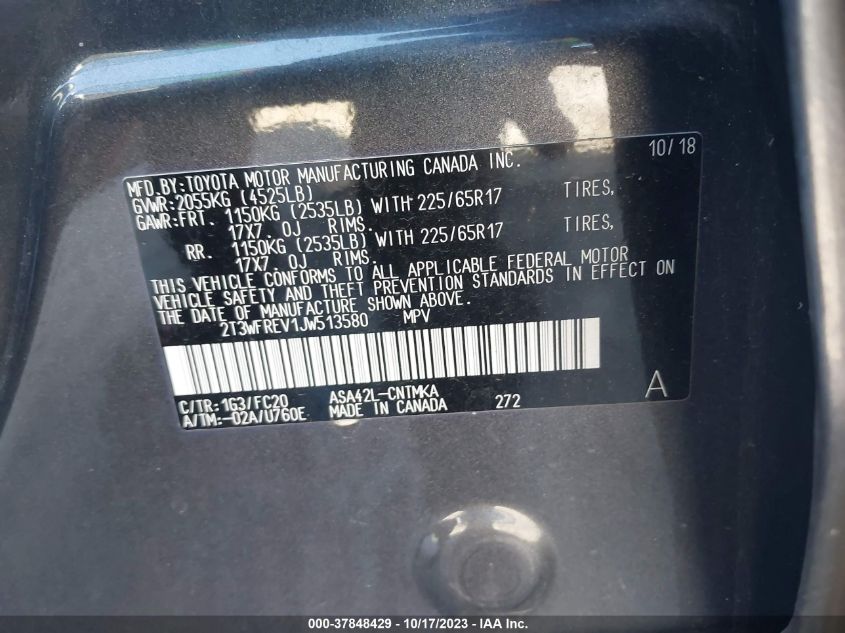 MFD.BY:TOYOTA MOTOR MANUFACTURING CANADA INC. 10/18
GVWR:2055KG (4525LB)
GAWR:FRT. 1150KG (2535LB) WITH 225/65R17 TIRES,
17X7.0J RIMS.
RR. 1150KG (2535LB) WITH 225/65R17 TIRES,
17X7.0J RIMS.
THIS VEHICLE CONFORMS TO ALL APPLICABLE FEDERAL MOTOR
VEHICLE SAFETY AND THEFT PREVENTION STANDARDS IN EFFECT ON
THE DATE OF MANUFACTURE SHOWN ABOVE.
2T3WFREV1JW513580 MPV
C/TR:1G3/FC20 ASA42L-CNTMKA A
A/TM:-02A/U760E MADE IN CANADA 272
000-37848429 - 10/17/2023 - IAAI - Copart, Inc.